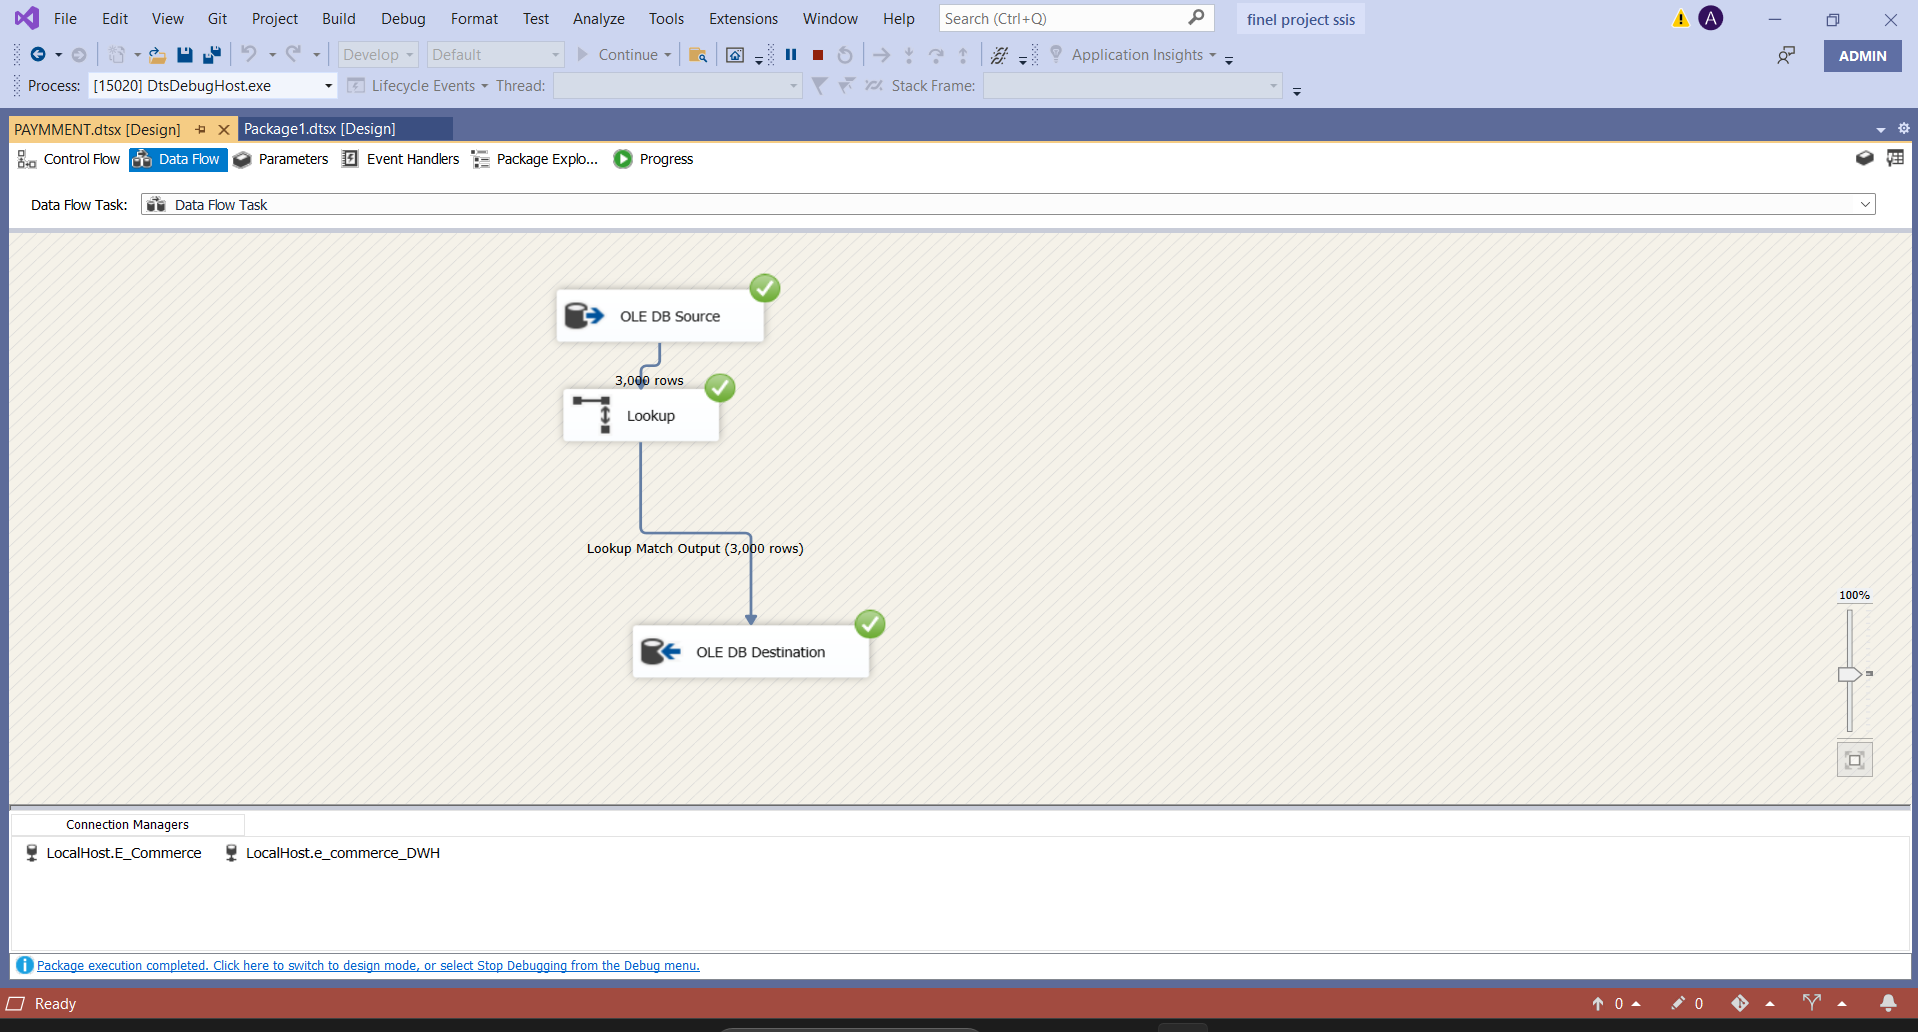 File Edit View Git Project Build Debug Format Test Analyze Tools Extensions Window Help Search (Ctrl+Q) finel project ssis A
Develop Default Continue Application Insights ADMIN
Process: [15020] DtsDebugHost.exe Lifecycle Events Thread: Stack Frame:
PAYMMENT.dtsx [Design] Package1.dtsx [Design]
Control Flow Data Flow Parameters Event Handlers Package Explo... Progress
Data Flow Task: Data Flow Task
OLE DB Source
3,000 rows
Lookup
Lookup Match Output (3,000 rows)
100%
OLE DB Destination
Connection Managers
LocalHost.E_Commerce LocalHost.e_commerce_DWH
Package execution completed. Click here to switch to design mode, or select Stop Debugging from the Debug menu.
Ready 0 0